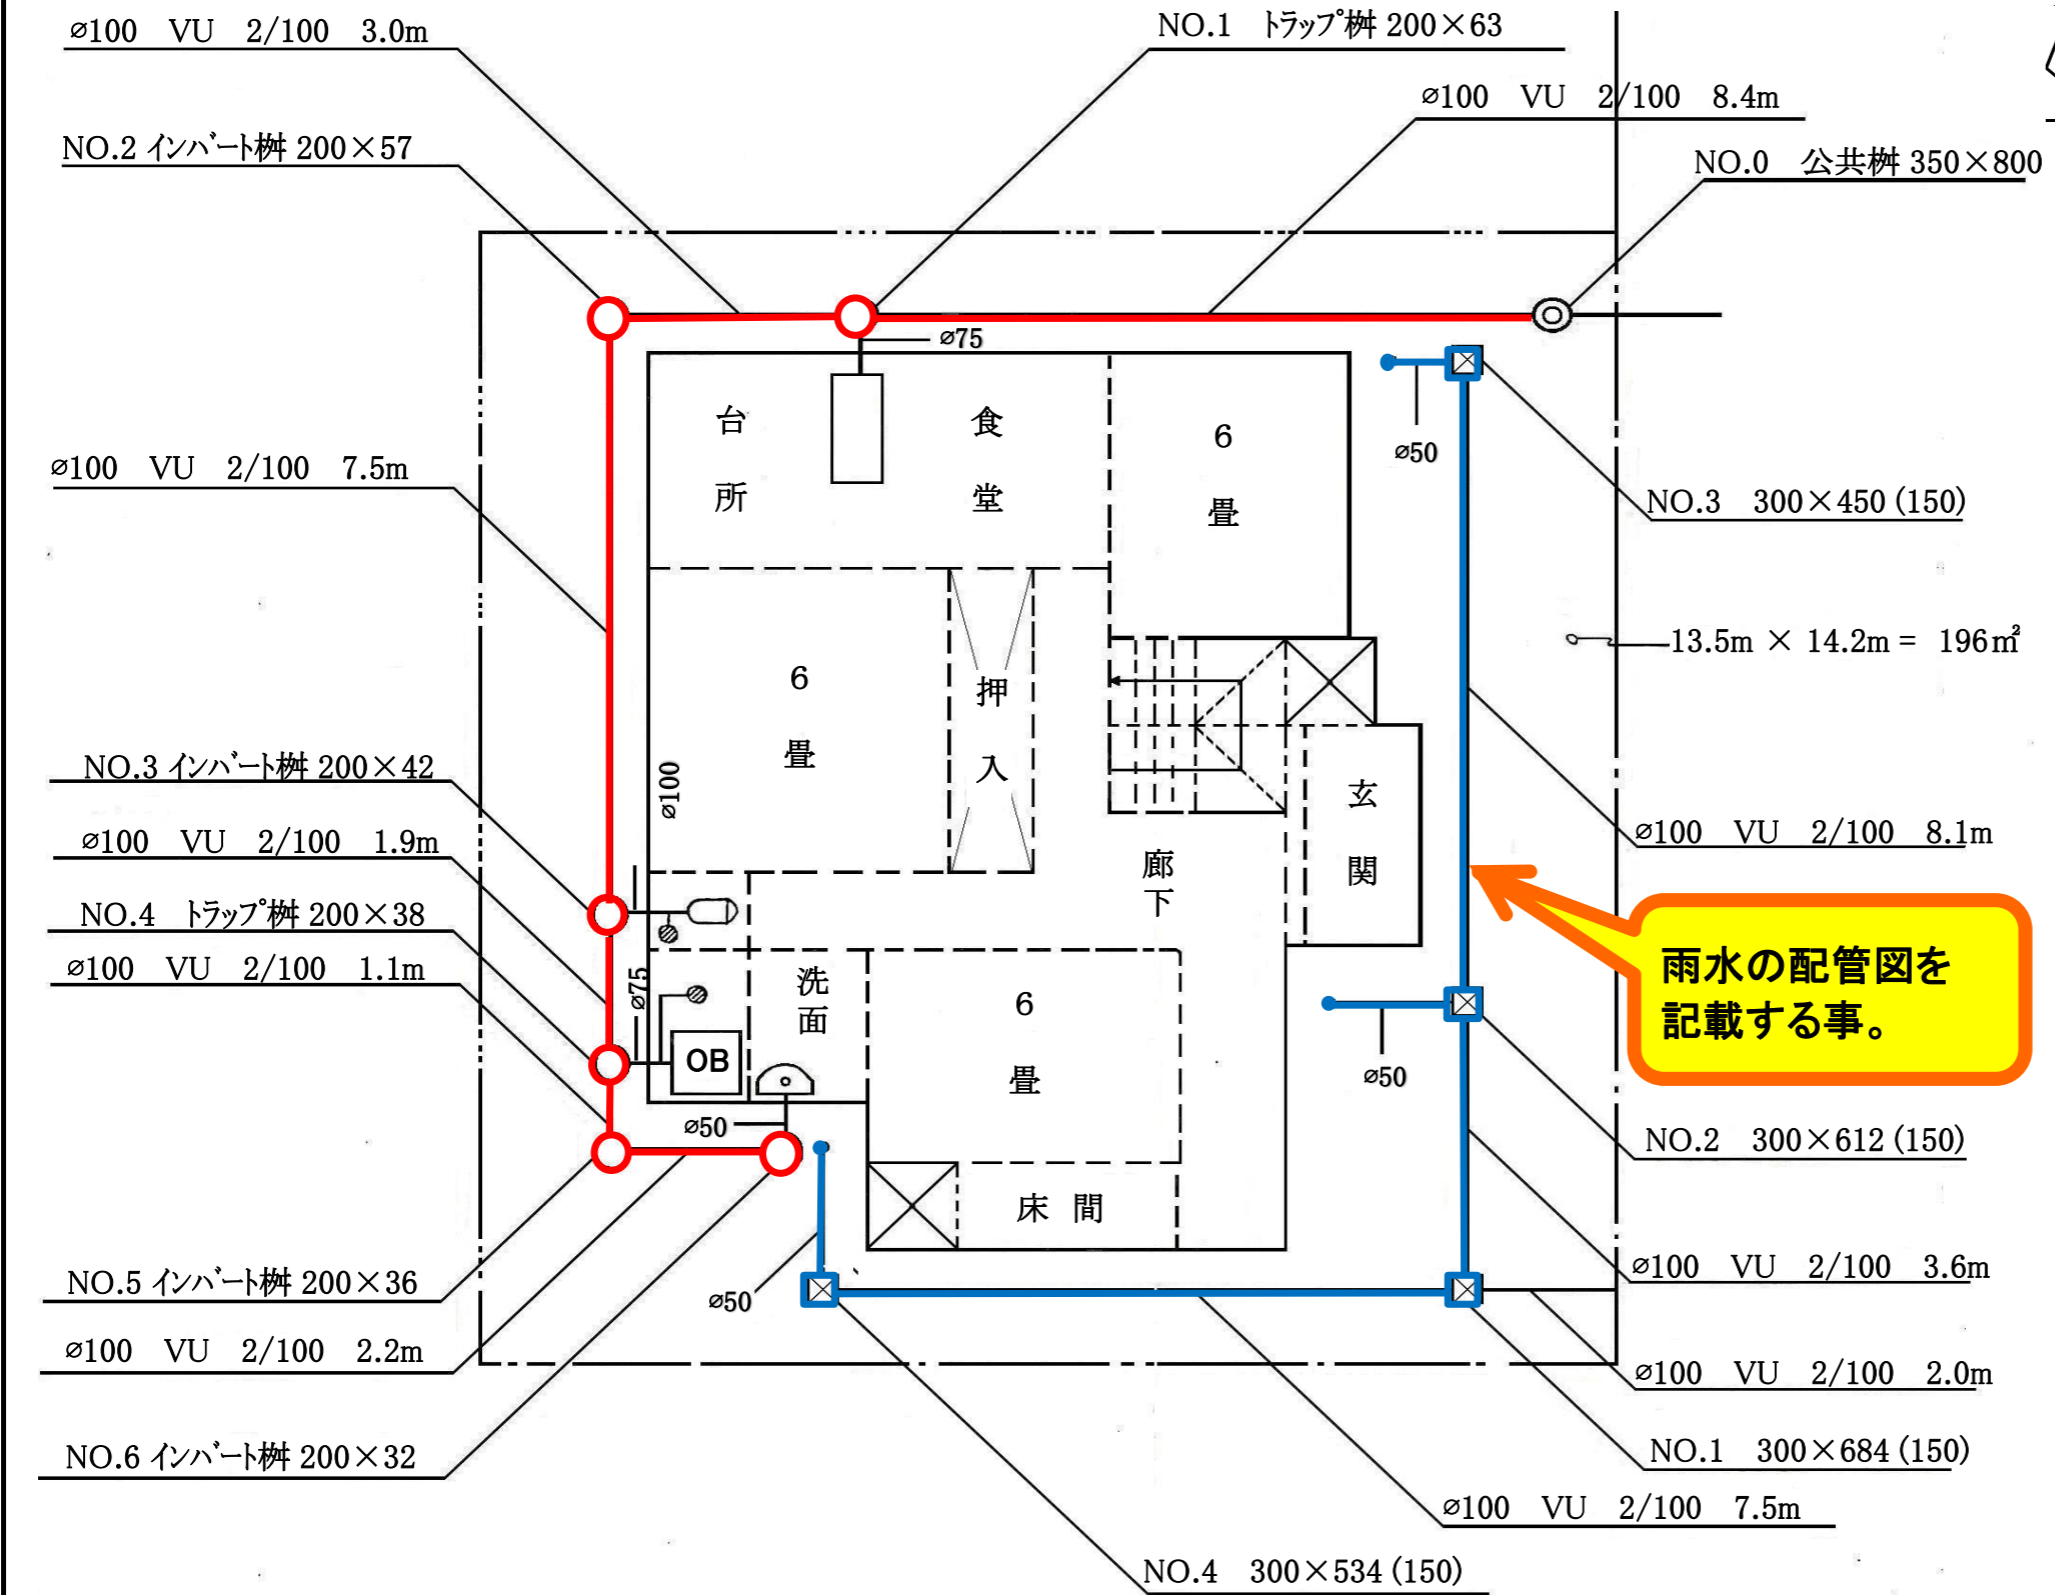 ⌀100 VU 2/100 3.0m
NO.1 トラップ桝 200×63
⌀100 VU 2/100 8.4m
NO.2 インバート桝 200×57
NO.0 公共桝 350×800
⌀75
台所
食堂
6畳
⌀50
⌀100 VU 2/100 7.5m
NO.3 300×450 (150)
13.5m × 14.2m = 196㎡
6畳
押入
NO.3 インバート桝 200×42
⌀100
玄関
⌀100 VU 2/100 8.1m
⌀100 VU 2/100 1.9m
廊下
NO.4 トラップ桝 200×38
⌀100 VU 2/100 1.1m
⌀75
洗面
6畳
雨水の配管図を
記載する事。
OB
⌀50
⌀50
NO.2 300×612 (150)
床間
NO.5 インバート桝 200×36
⌀50
⌀100 VU 2/100 3.6m
⌀100 VU 2/100 2.2m
⌀100 VU 2/100 2.0m
NO.6 インバート桝 200×32
NO.1 300×684 (150)
⌀100 VU 2/100 7.5m
NO.4 300×534 (150)